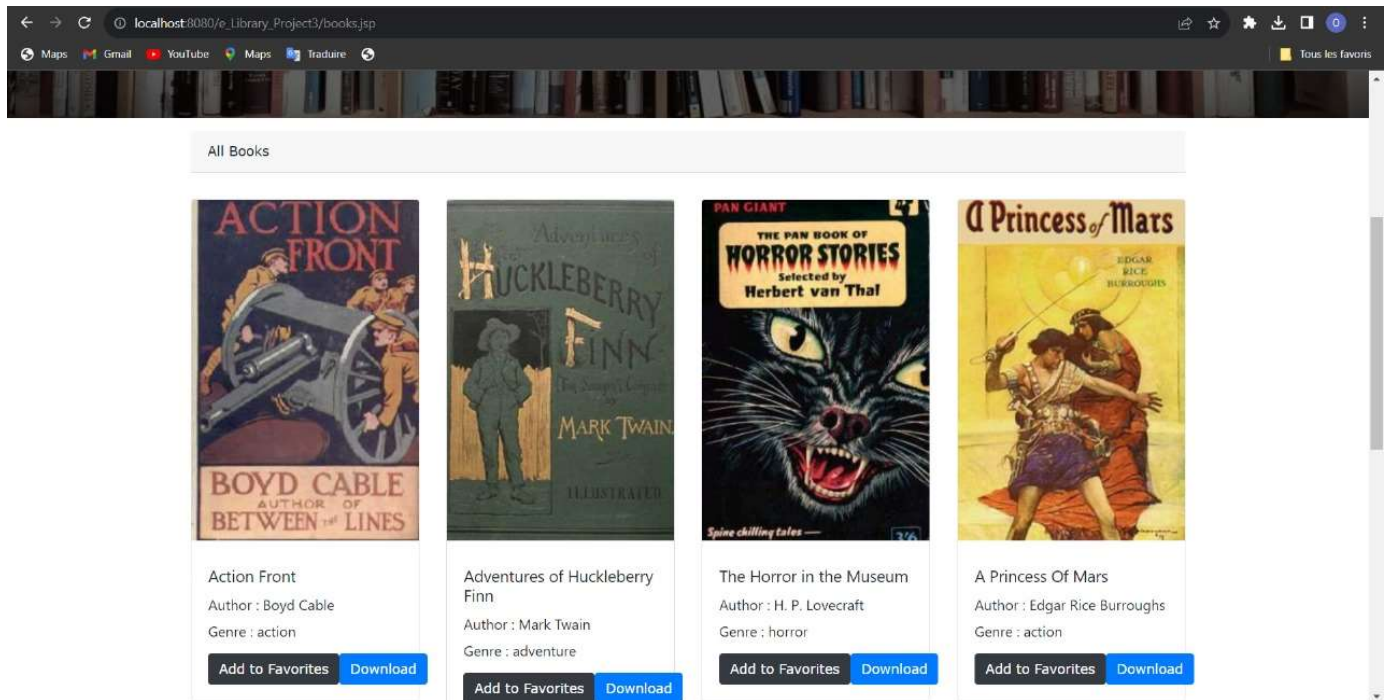 localhost:8080/e_Library_Project3/books.jsp
O
Maps
Gmail
YouTube
Maps
Traduire
Tous les favoris
All Books
ACTION
FRONT
BOYD CABLE
AUTHOR OF
BETWEEN THE LINES
Action Front
Author : Boyd Cable
Genre : action
Add to Favorites
Download
Adventures of
HUCKLEBERRY
FINN
MARK TWAIN.
ILLUSTRATED
Adventures of Huckleberry
Finn
Author : Mark Twain
Genre : adventure
Add to Favorites
Download
PAN GIANT
THE PAN BOOK OF
HORROR STORIES
Selected by
Herbert van Thal
Spine chilling tales —
3'6
The Horror in the Museum
Author : H. P. Lovecraft
Genre : horror
Add to Favorites
Download
A Princess of Mars
EDGAR
RICE
BURROUGHS
A Princess Of Mars
Author : Edgar Rice Burroughs
Genre : action
Add to Favorites
Download